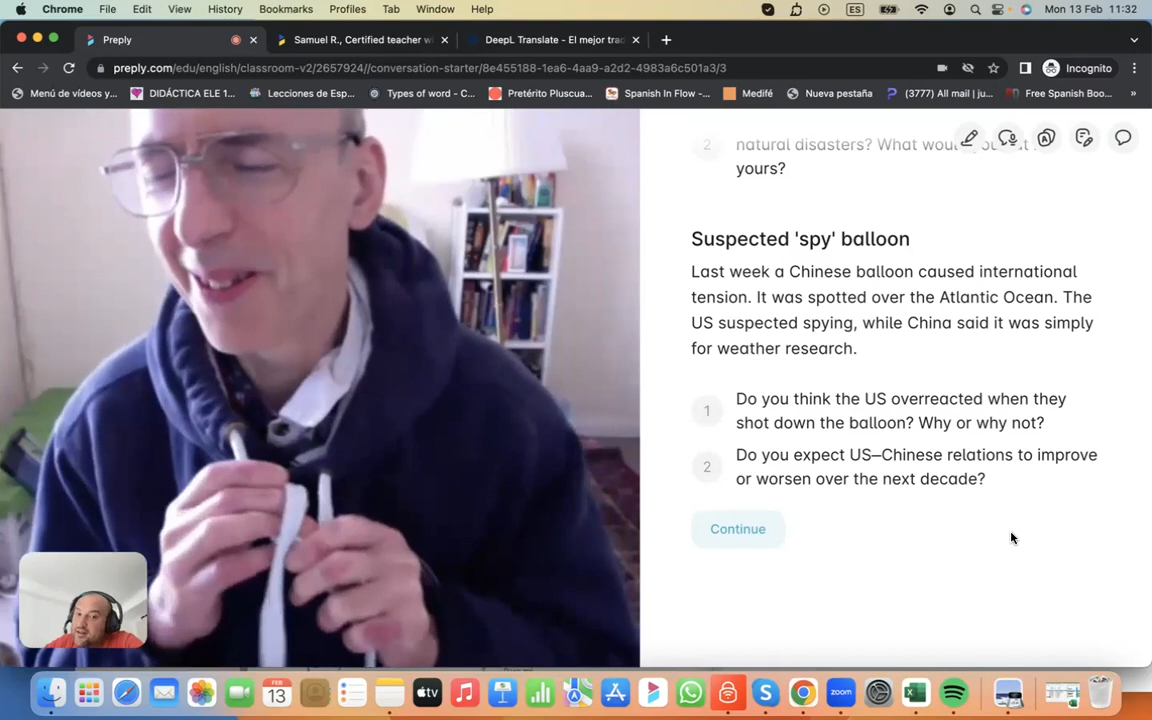 Chrome File Edit View History Bookmarks Profiles Tab Window Help ES Mon 13 Feb 11:32
Preply Samuel R., Certified teacher w DeepL Translate - El mejor trad
preply.com/edu/english/classroom-v2/2657924//conversation-starter/8e455188-1ea6-4aa9-a2d2-4983a6c501a3/3 Incognito
Menú de vídeos y... DIDÁCTICA ELE 1... Lecciones de Esp... Types of word - C... Pretérito Pluscua... Spanish In Flow -... Medifé Nueva pestaña (3777) All mail | ju... Free Spanish Boo... »
2 natural disasters? What
yours?
Suspected 'spy' balloon
Last week a Chinese balloon caused international
tension. It was spotted over the Atlantic Ocean. The
US suspected spying, while China said it was simply
for weather research.
1 Do you think the US overreacted when they
shot down the balloon? Why or why not?
2 Do you expect US–Chinese relations to improve
or worsen over the next decade?
Continue
FEB
13
tv
zoom